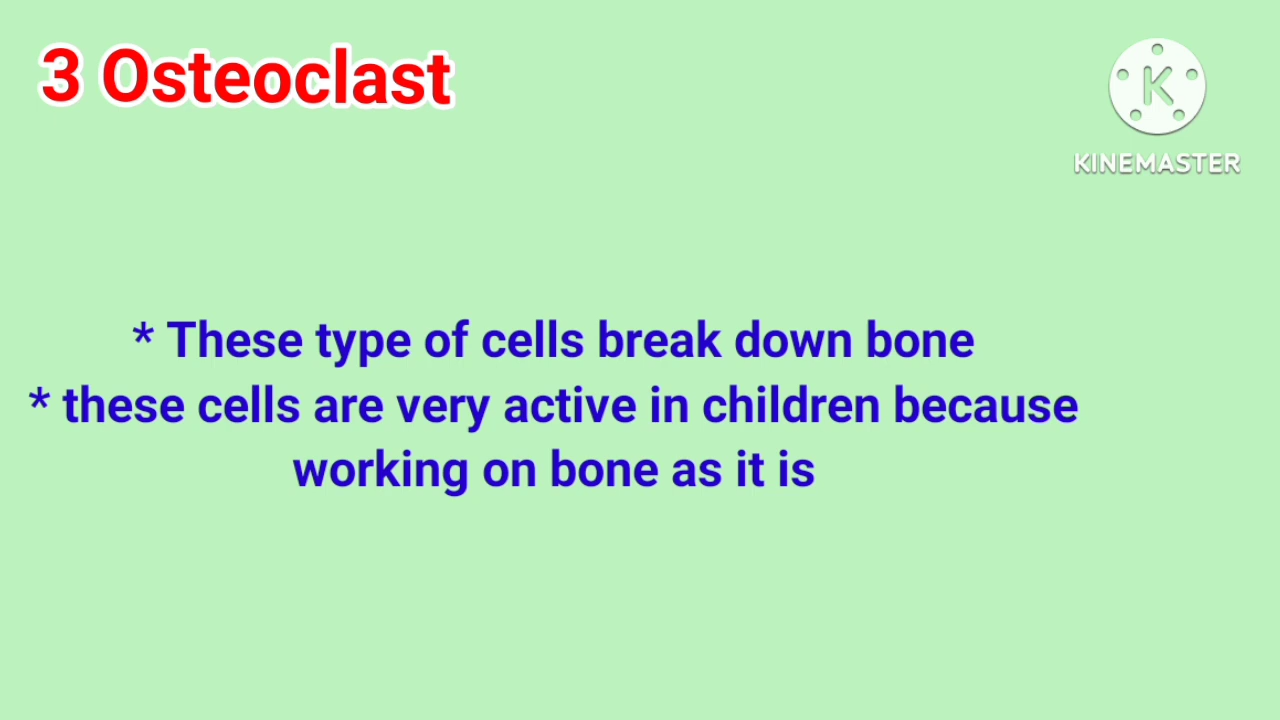 3 Osteoclast
K
KINEMASTER
* These type of cells break down bone
* these cells are very active in children because
working on bone as it is